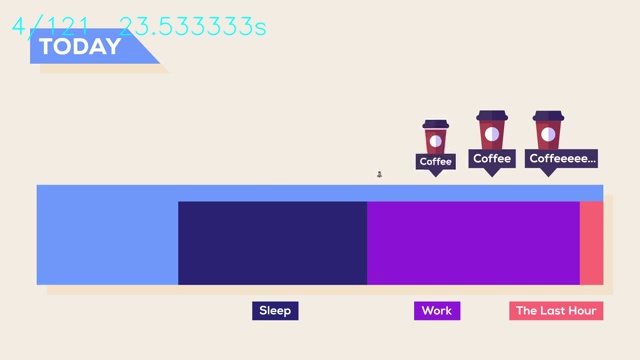 4/121 23.533333s
TODAY
Coffee
Coffee
Coffeeeee...
Sleep
Work
The Last Hour